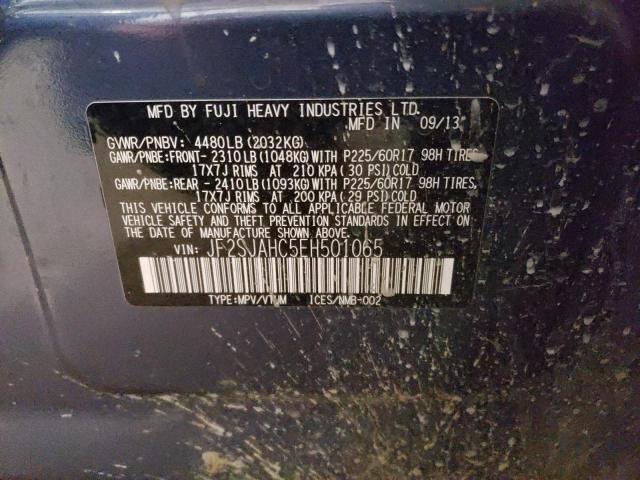 MFD BY FUJI HEAVY INDUSTRIES LTD.
MFD IN 09/13
GVWR/PNBV: 4480LB (2032KG)
GAWR/PNBE:FRONT- 2310LB (1048KG)WITH P225/60R17 98H TIRES,
17X7J RIMS AT 210 KPA ( 30 PSI)COLD
GAWR/PNBE:REAR - 2410LB (1093KG)WITH P225/60R17 98H TIRES,
17X7J RIMS AT 200 KPA ( 29 PSI)COLD
THIS VEHICLE CONFORMS TO ALL APPLICABLE FEDERAL MOTOR
VEHICLE SAFETY AND THEFT PREVENTION STANDARDS IN EFFECT ON
THE DATE OF MANUFACTURE SHOWN ABOVE.
VIN: JF2SJAHC5EH501065
TYPE:MPV/VTUM ICES/NMB-002